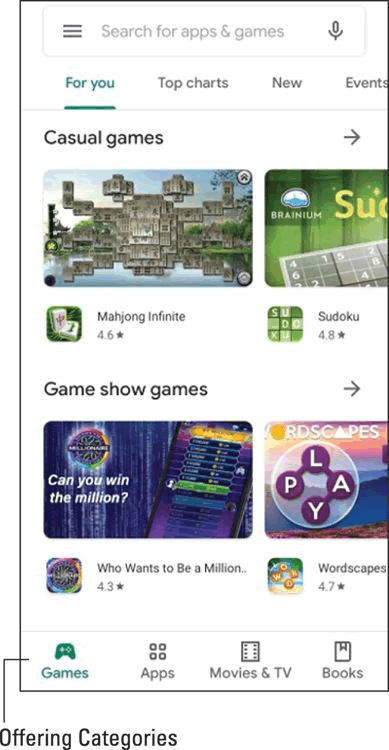 Search for apps & games
For you Top charts New Events
Casual games
BRAINIUM Sud
Mahjong Infinite Sudoku
4.6★ 4.8★
Game show games
MILLIONAIRE
RDSCAPES
Can you win
the million?
L
P A
Y
Who Wants to Be a Million.. Wordscapes
4.3★ 4.7★
Games Apps Movies & TV Books
Offering Categories